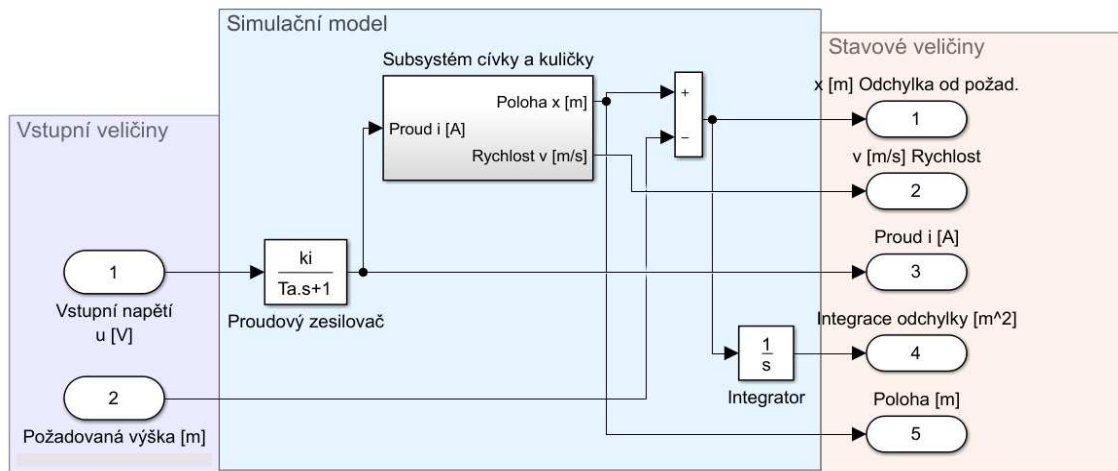 Simulační model
Vstupní veličiny
Stavové veličiny
Subsystém cívky a kuličky
Poloha x [m]
Proud i [A]
Rychlost v [m/s]
+
−
x [m] Odchylka od požad.
1
v [m/s] Rychlost
2
Proud i [A]
3
1
Vstupní napětí
u [V]
ki
Ta.s+1
Proudový zesilovač
Integrace odchylky [m^2]
4
1
s
Integrator
2
Požadovaná výška [m]
Poloha [m]
5